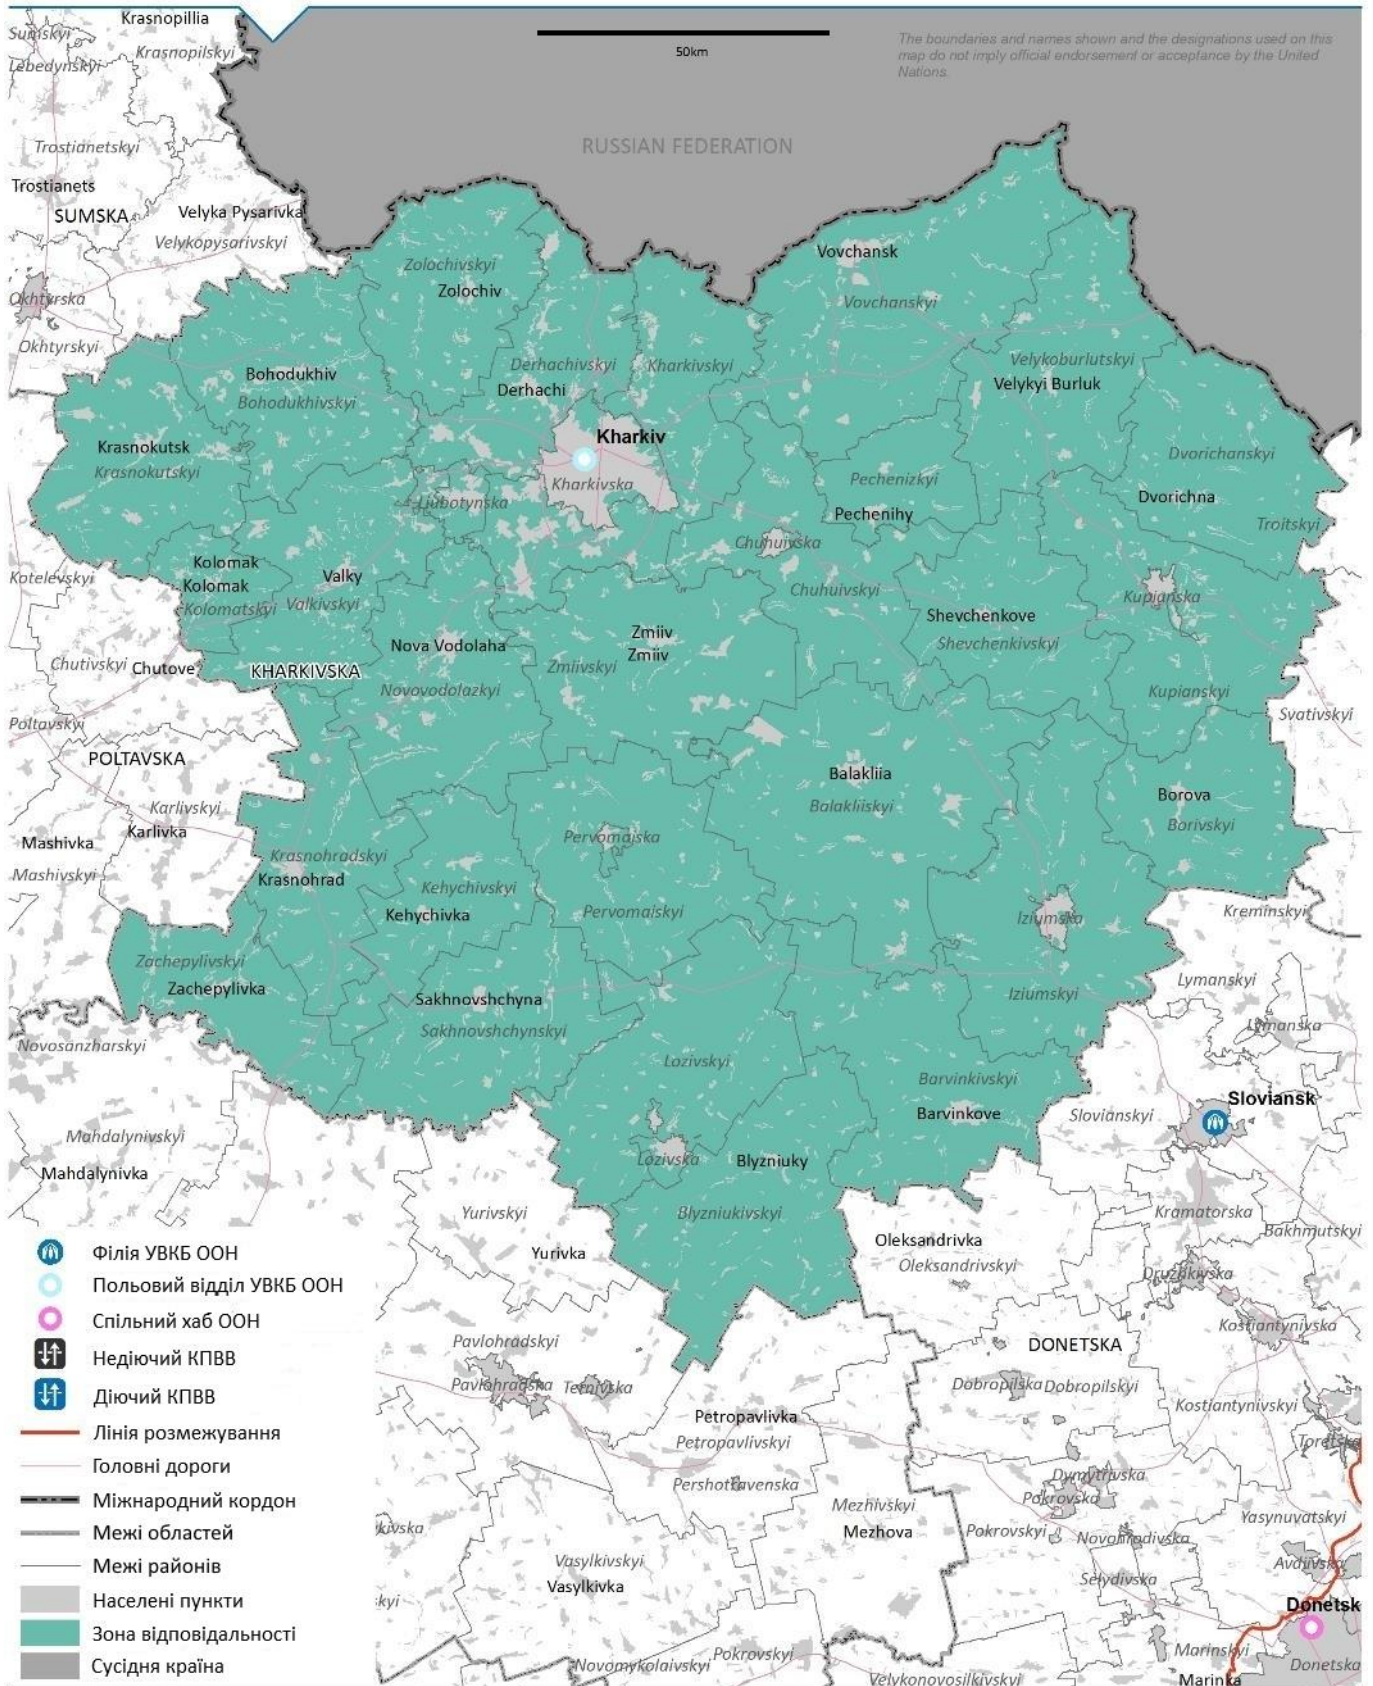 Krasnopillia
Sumskyi
Krasnopilskyi
Lebedynskyi
50km
The boundaries and names shown and the designations used on this
map do not imply official endorsement or acceptance by the United
Nations.
RUSSIAN FEDERATION
Trostianetskyi
Trostianets
SUMSKA
Velyka Pysarivka
Velykopysarivskyi
Okhtyrska
Okhtyrskyi
Zolochivskyi
Zolochiv
Vovchansk
Vovchanskyi
Derhachivskyi
Kharkivskyi
Derhachi
Velykoburlutskyi
Velykyi Burluk
Bohodukhiv
Bohodukhivskyi
Krasnokutsk
Krasnokutskyi
Kharkiv
Kharkivska
Liubotynska
Pechenizkyi
Pechenihy
Dvorichanskyi
Dvorichna
Troitskyi
Chuhuivska
Chuhuivskyi
Kotelevskyi
Kolomak
Kolomak
Kolomatskyi
Valky
Valkivskyi
Kupianska
Shevchenkove
Shevchenkivskyi
Nova Vodolaha
Novovodolazkyi
Zmiiv
Zmiiv
Zmiivskyi
Chutivskyi
Chutove
KHARKIVSKA
Kupianskyi
Svativskyi
Poltavskyi
POLTAVSKA
Balakliia
Balakliiskyi
Borova
Borivskyi
Karlivskyi
Karlivka
Mashivka
Mashivskyi
Pervomaiska
Krasnohradskyi
Krasnohrad
Kehychivskyi
Kehychivka
Pervomaiskyi
Iziumska
Kreminskyi
Zachepylivskyi
Zachepylivka
Sakhnovshchyna
Sakhnovshchynskyi
Iziumskyi
Lymanskyi
Lymanska
Novosanzharskyi
Lozivskyi
Barvinkivskyi
Barvinkove
Sloviansk
Slovianskyi
Mahdalynivskyi
Mahdalynivka
Lozivska
Blyzniuky
Blyzniukivskyi
Yurivskyi
Yurivka
Kramatorska
Bakhmutskyi
Oleksandrivka
Oleksandrivskyi
Druzhkivska
Kostiantynivska
Філія УВКБ ООН
Польовий відділ УВКБ ООН
Спільний хаб ООН
Недіючий КПВВ
Діючий КПВВ
Лінія розмежування
Головні дороги
Міжнародний кордон
Межі областей
Межі районів
Населені пункти
Зона відповідальності
Сусідня країна
Pavlohradskyi
Pavlohradska
Ternivska
DONETSKA
Dobropilska
Dobropilskyi
Kostiantynivskyi
Toretska
Petropavlivka
Petropavlivskyi
Pershotravenska
Dymytrivska
Pokrovska
Mezhivskyi
Mezhova
Pokrovskyi
Novohrodivska
Yasynuvatskyi
kivska
Vasylkivskyi
Vasylkivka
Selydivska
Avdiivska
kyi
Donetsk
Novomykolaivskyi
Pokrovskyi
Velykonovosilkivskyi
Marinskyi
Marinka
Donetska